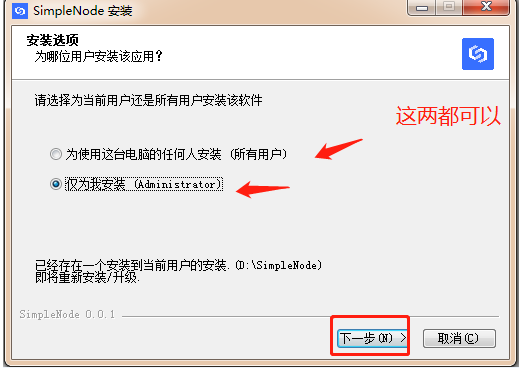 SimpleNode 安装
安装选项
为哪位用户安装该应用？
请选择为当前用户还是所有用户安装该软件
这两都可以
为使用这台电脑的任何人安装 (所有用户)
仅为我安装 (Administrator)
已经存在一个安装到当前用户的安装.(D:\SimpleNode)
即将重新安装/升级.
SimpleNode 0.0.1
下一步(N) >
取消(C)